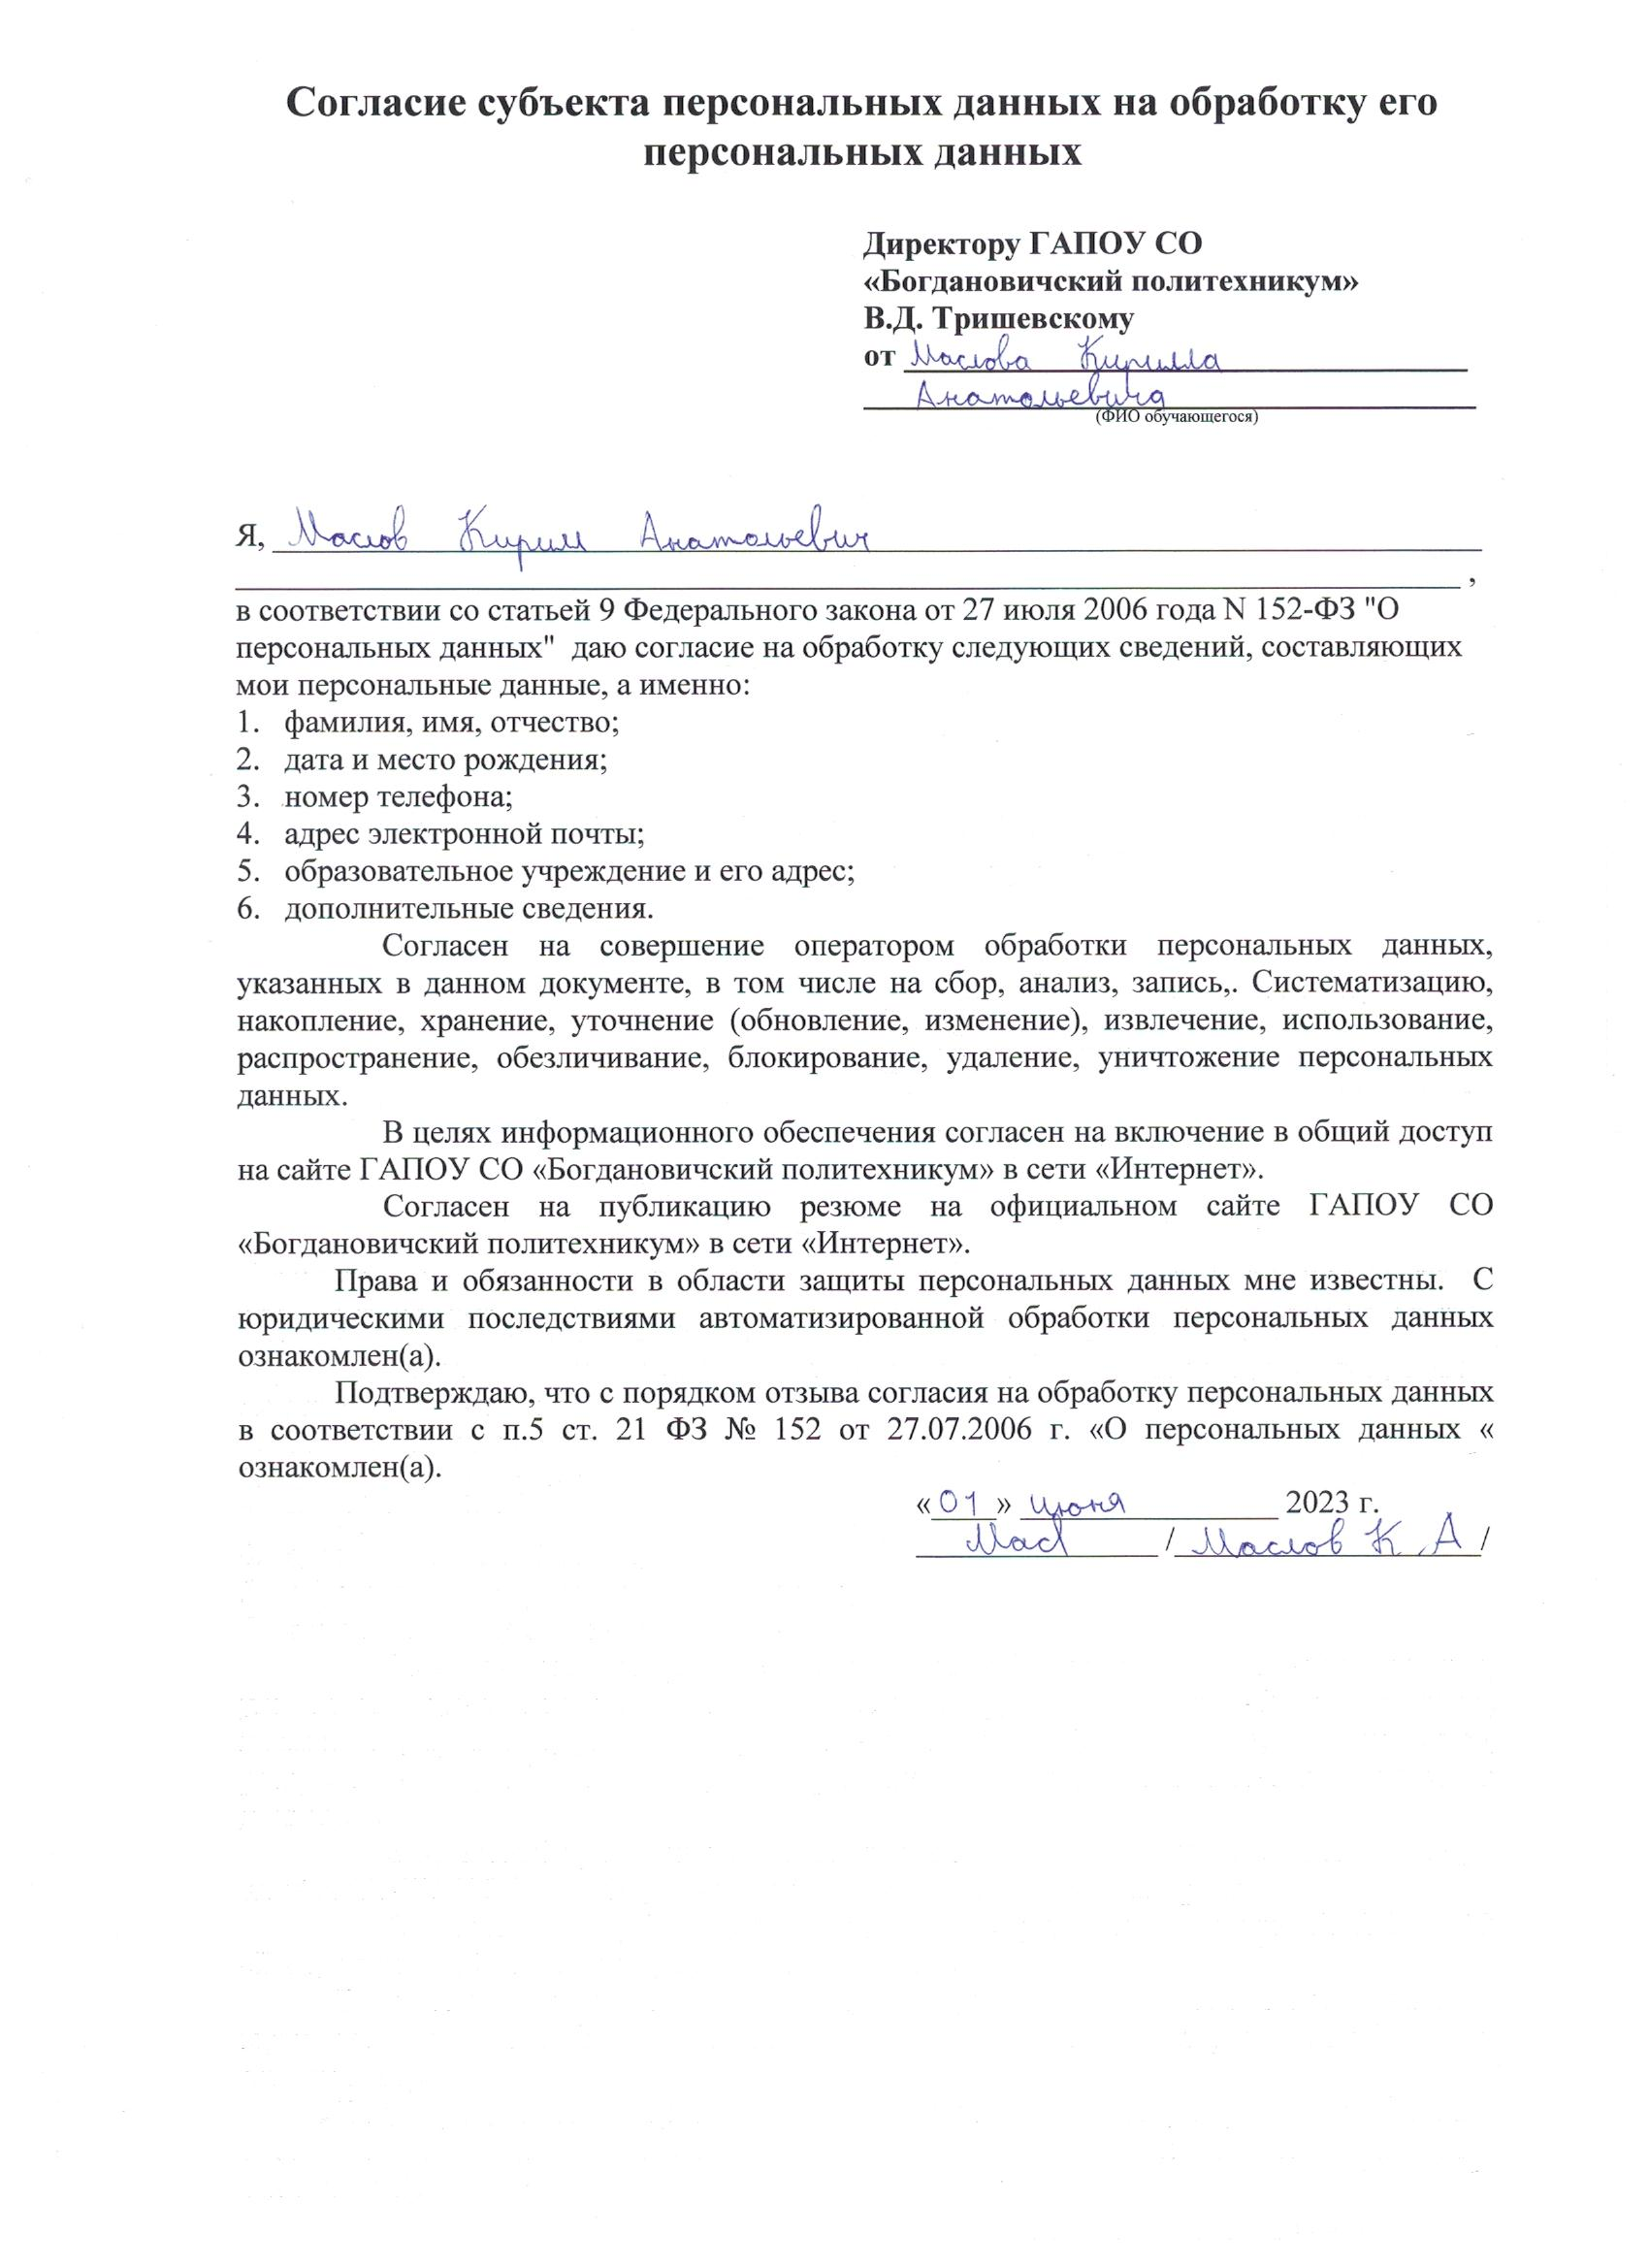 Согласие субъекта персональных данных на обработку его
персональных данных
Директору ГАПОУ СО
«Богдановичский политехникум»
В.Д. Тришевскому
от Маслова Кирилла
Анатольевича
(ФИО обучающегося)
Я, Маслов Кирилл Анатольевич
,
в соответствии со статьей 9 Федерального закона от 27 июля 2006 года N 152-ФЗ "О
персональных данных" даю согласие на обработку следующих сведений, составляющих
мои персональные данные, а именно:
1. фамилия, имя, отчество;
2. дата и место рождения;
3. номер телефона;
4. адрес электронной почты;
5. образовательное учреждение и его адрес;
6. дополнительные сведения.
Согласен на совершение оператором обработки персональных данных,
указанных в данном документе, в том числе на сбор, анализ, запись,. Систематизацию,
накопление, хранение, уточнение (обновление, изменение), извлечение, использование,
распространение, обезличивание, блокирование, удаление, уничтожение персональных
данных.
В целях информационного обеспечения согласен на включение в общий доступ
на сайте ГАПОУ СО «Богдановичский политехникум» в сети «Интернет».
Согласен на публикацию резюме на официальном сайте ГАПОУ СО
«Богдановичский политехникум» в сети «Интернет».
Права и обязанности в области защиты персональных данных мне известны. С
юридическими последствиями автоматизированной обработки персональных данных
ознакомлен(а).
Подтверждаю, что с порядком отзыва согласия на обработку персональных данных
в соответствии с п.5 ст. 21 ФЗ № 152 от 27.07.2006 г. «О персональных данных «
ознакомлен(а).
«01» июня 2023 г.
Масл / Маслов К.А /